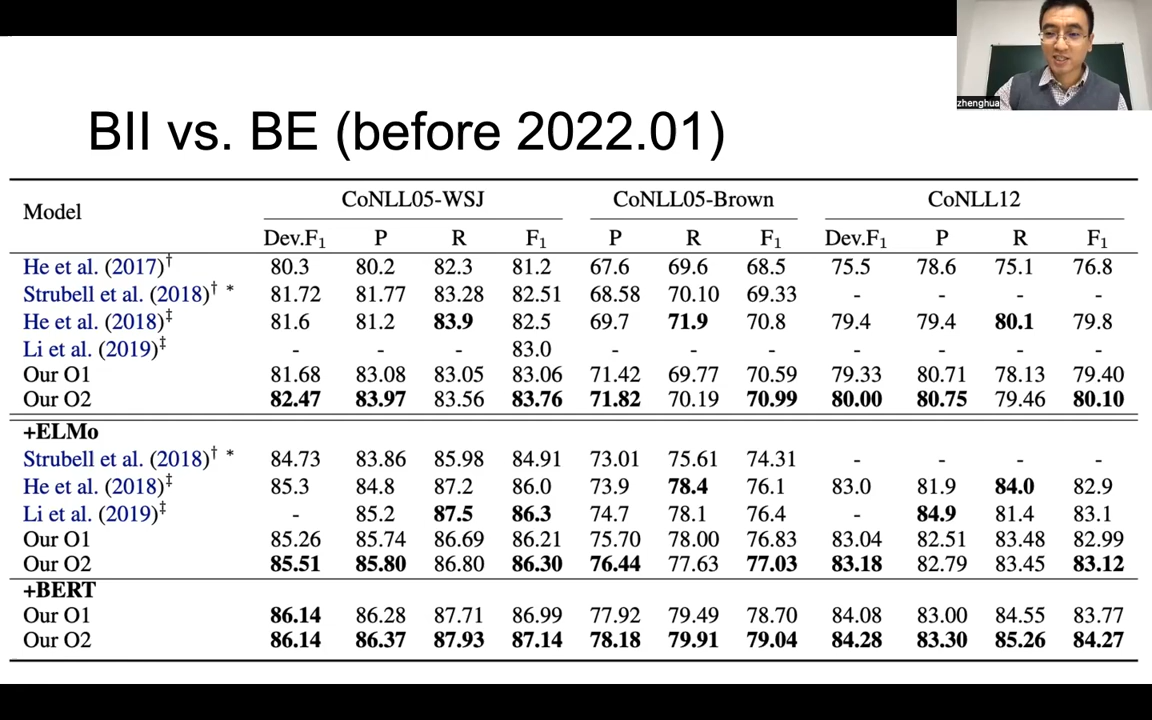 zhenghua
BII vs. BE (before 2022.01)
Model CoNLL05-WSJ CoNLL05-Brown CoNLL12
Dev.F₁ P R F₁ P R F₁ Dev.F₁ P R F₁
He et al. (2017)† 80.3 80.2 82.3 81.2 67.6 69.6 68.5 75.5 78.6 75.1 76.8
Strubell et al. (2018)† * 81.72 81.77 83.28 82.51 68.58 70.10 69.33 - - - -
He et al. (2018)‡ 81.6 81.2 83.9 82.5 69.7 71.9 70.8 79.4 79.4 80.1 79.8
Li et al. (2019)‡ - - - 83.0 - - - - - - -
Our O1 81.68 83.08 83.05 83.06 71.42 69.77 70.59 79.33 80.71 78.13 79.40
Our O2 82.47 83.97 83.56 83.76 71.82 70.19 70.99 80.00 80.75 79.46 80.10
+ELMo
Strubell et al. (2018)† * 84.73 83.86 85.98 84.91 73.01 75.61 74.31 - - - -
He et al. (2018)‡ 85.3 84.8 87.2 86.0 73.9 78.4 76.1 83.0 81.9 84.0 82.9
Li et al. (2019)‡ - 85.2 87.5 86.3 74.7 78.1 76.4 - 84.9 81.4 83.1
Our O1 85.26 85.74 86.69 86.21 75.70 78.00 76.83 83.04 82.51 83.48 82.99
Our O2 85.51 85.80 86.80 86.30 76.44 77.63 77.03 83.18 82.79 83.45 83.12
+BERT
Our O1 86.14 86.28 87.71 86.99 77.92 79.49 78.70 84.08 83.00 84.55 83.77
Our O2 86.14 86.37 87.93 87.14 78.18 79.91 79.04 84.28 83.30 85.26 84.27